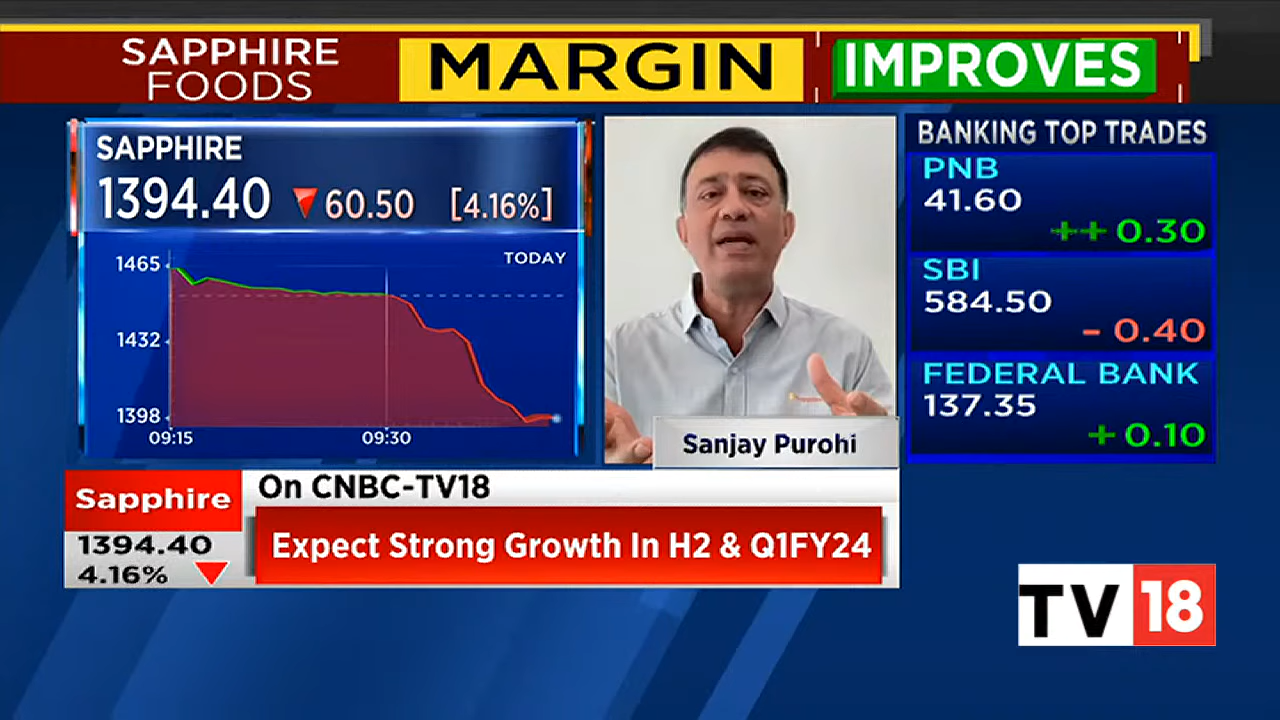 SAPPHIRE
FOODS
MARGIN
IMPROVES
SAPPHIRE
1394.40 ▼ 60.50 [4.16%]
TODAY
1465
1432
1398
09:15 09:30
Sanjay Purohi
BANKING TOP TRADES
PNB
41.60
++ 0.30
SBI
584.50
- 0.40
FEDERAL BANK
137.35
+ 0.10
Sapphire
1394.40
4.16% ▼
On CNBC-TV18
Expect Strong Growth In H2 & Q1FY24
TV18